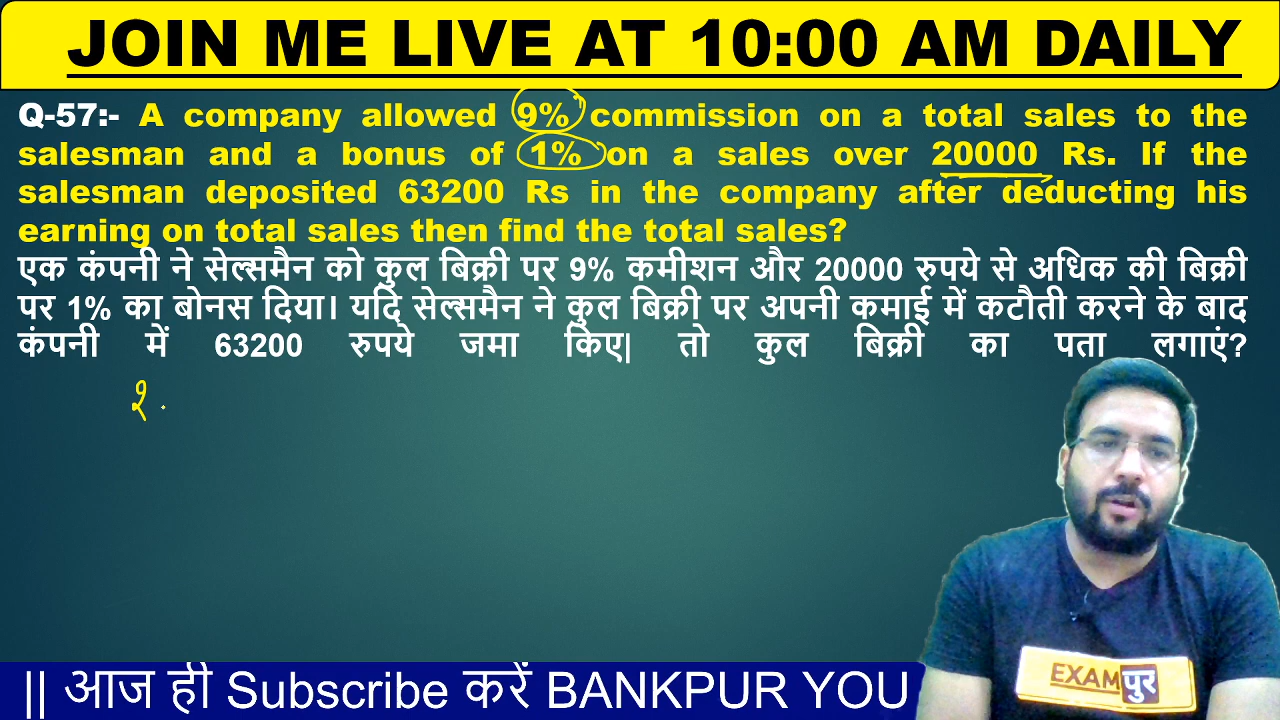 JOIN ME LIVE AT 10:00 AM DAILY
Q-57:- A company allowed 9% commission on a total sales to the
salesman and a bonus of 1% on a sales over 20000 Rs. If the
salesman deposited 63200 Rs in the company after deducting his
earning on total sales then find the total sales?
एक कंपनी ने सेल्समैन को कुल बिक्री पर 9% कमीशन और 20000 रुपये से अधिक की बिक्री
पर 1% का बोनस दिया। यदि सेल्समैन ने कुल बिक्री पर अपनी कमाई में कटौती करने के बाद
कंपनी में 63200 रुपये जमा किए| तो कुल बिक्री का पता लगाएं?
|| आज ही Subscribe करें BANKPUR YOU
EXAMपुर